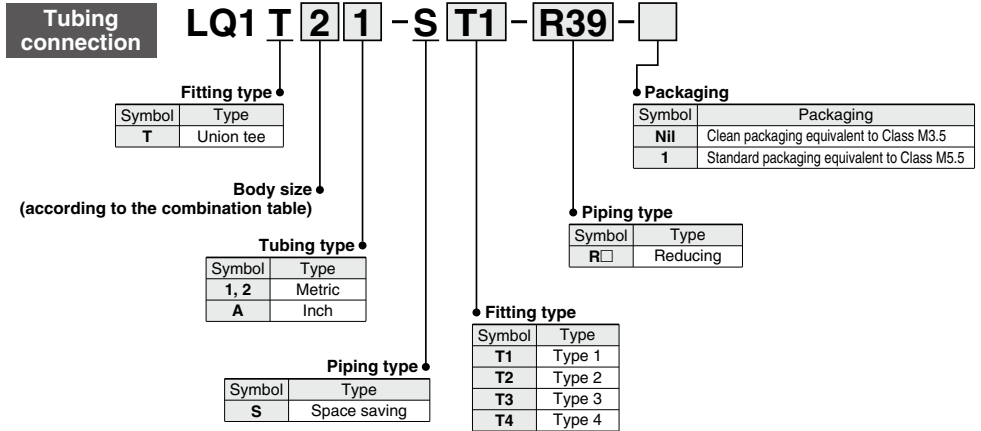 Tubing
connection
LQ1 T 2 1 - S T1 - R39 -
Fitting type
Symbol Type
T Union tee
Body size
(according to the combination table)
Tubing type
Symbol Type
1, 2 Metric
A Inch
Piping type
Symbol Type
S Space saving
Fitting type
Symbol Type
T1 Type 1
T2 Type 2
T3 Type 3
T4 Type 4
Piping type
Symbol Type
R□ Reducing
Packaging
Symbol Packaging
Nil Clean packaging equivalent to Class M3.5
1 Standard packaging equivalent to Class M5.5